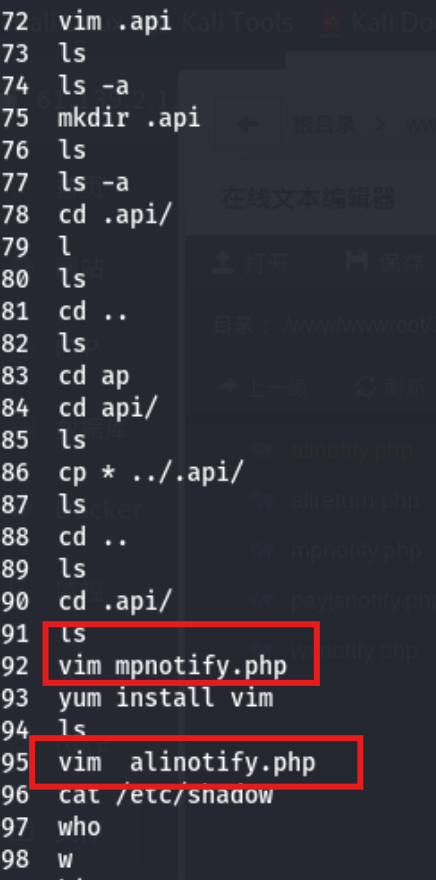 72 vim .api
73 ls
74 ls -a
75 mkdir .api
76 ls
77 ls -a
78 cd .api/
79 l
80 ls
81 cd ..
82 ls
83 cd ap
84 cd api/
85 ls
86 cp * ../.api/
87 ls
88 cd ..
89 ls
90 cd .api/
91 ls
92 vim mpnotify.php
93 yum install vim
94 ls
95 vim  alinotify.php
96 cat /etc/shadow
97 who
98 w
Kali Tools
Kali Do
根目录 > ww
在线文本编辑器
打开 保存
目录：/www/wwwroot/
上一级 刷新
alinotify.php
alireturn.php
mpnotify.php
payjsnotify.php